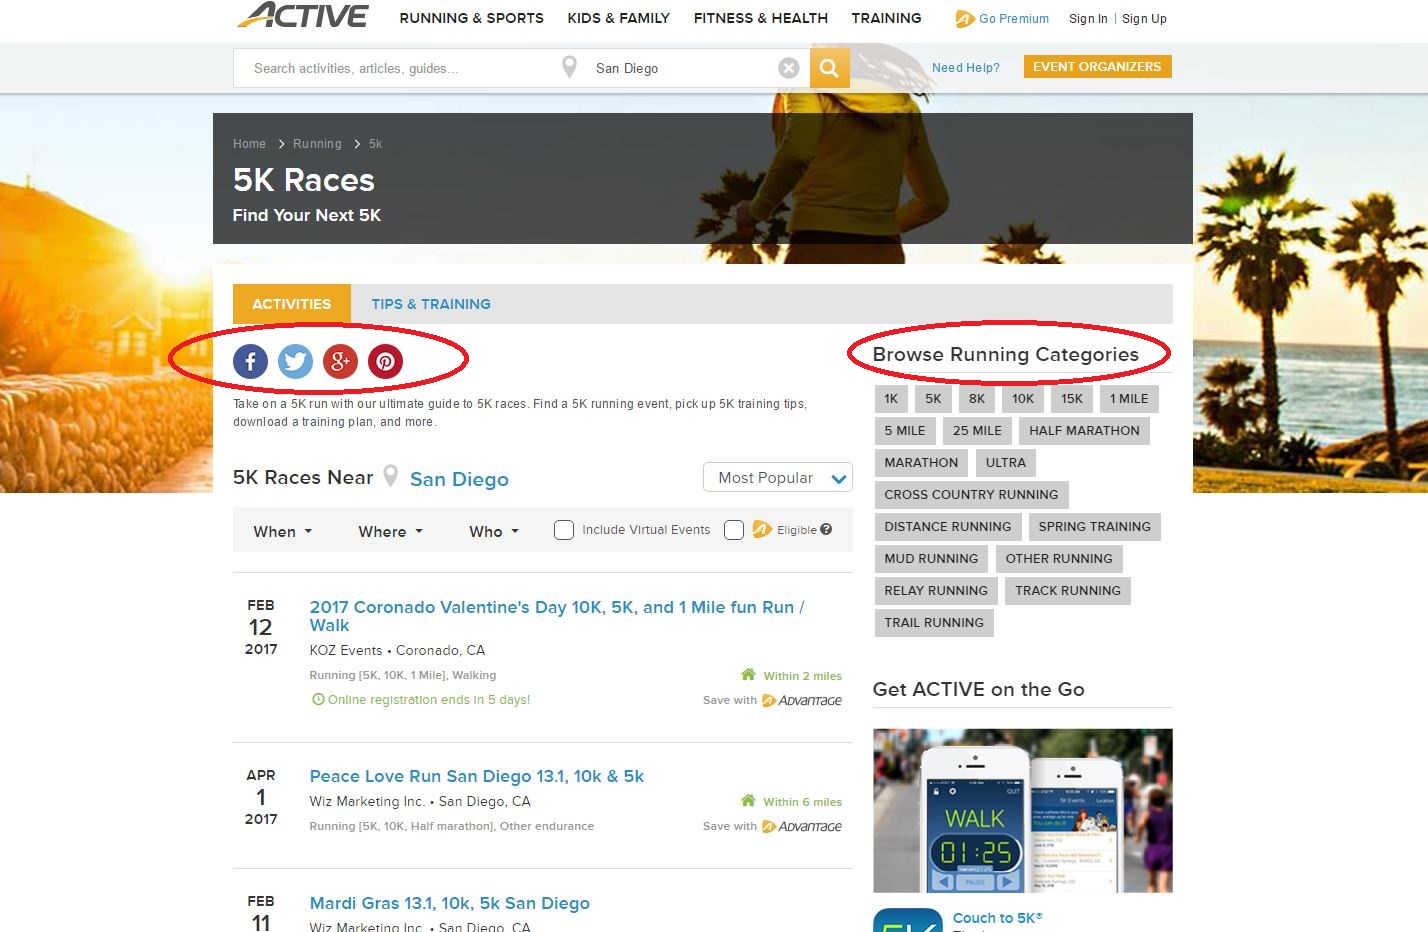 ACTIVE
RUNNING & SPORTS KIDS & FAMILY FITNESS & HEALTH TRAINING
Go Premium Sign In | Sign Up
Search activities, articles, guides... San Diego
Need Help? EVENT ORGANIZERS
Home Running 5k
5K Races
Find Your Next 5K
ACTIVITIES TIPS & TRAINING
Take on a 5K run with our ultimate guide to 5K races. Find a 5K running event, pick up 5K training tips,
download a training plan, and more.
5K Races Near San Diego
Most Popular
When Where Who Include Virtual Events Eligible
FEB
12
2017
2017 Coronado Valentine's Day 10K, 5K, and 1 Mile fun Run /
Walk
KOZ Events • Coronado, CA
Running [5K, 10K, 1 Mile], Walking
Within 2 miles
Online registration ends in 5 days!
Save with ADVANTAGE
APR
1
2017
Peace Love Run San Diego 13.1, 10k & 5k
Wiz Marketing Inc. • San Diego, CA
Within 6 miles
Running [5K, 10K, Half marathon], Other endurance
Save with ADVANTAGE
FEB
11
Mardi Gras 13.1, 10k, 5k San Diego
Wiz Marketing Inc. • San Diego, CA
Browse Running Categories
1K 5K 8K 10K 15K 1 MILE
5 MILE 25 MILE HALF MARATHON
MARATHON ULTRA
CROSS COUNTRY RUNNING
DISTANCE RUNNING SPRING TRAINING
MUD RUNNING OTHER RUNNING
RELAY RUNNING TRACK RUNNING
TRAIL RUNNING
Get ACTIVE on the Go
QUIT
WALK
01:25
PAUSE
5K Events
Location
Couch to 5K®
5K